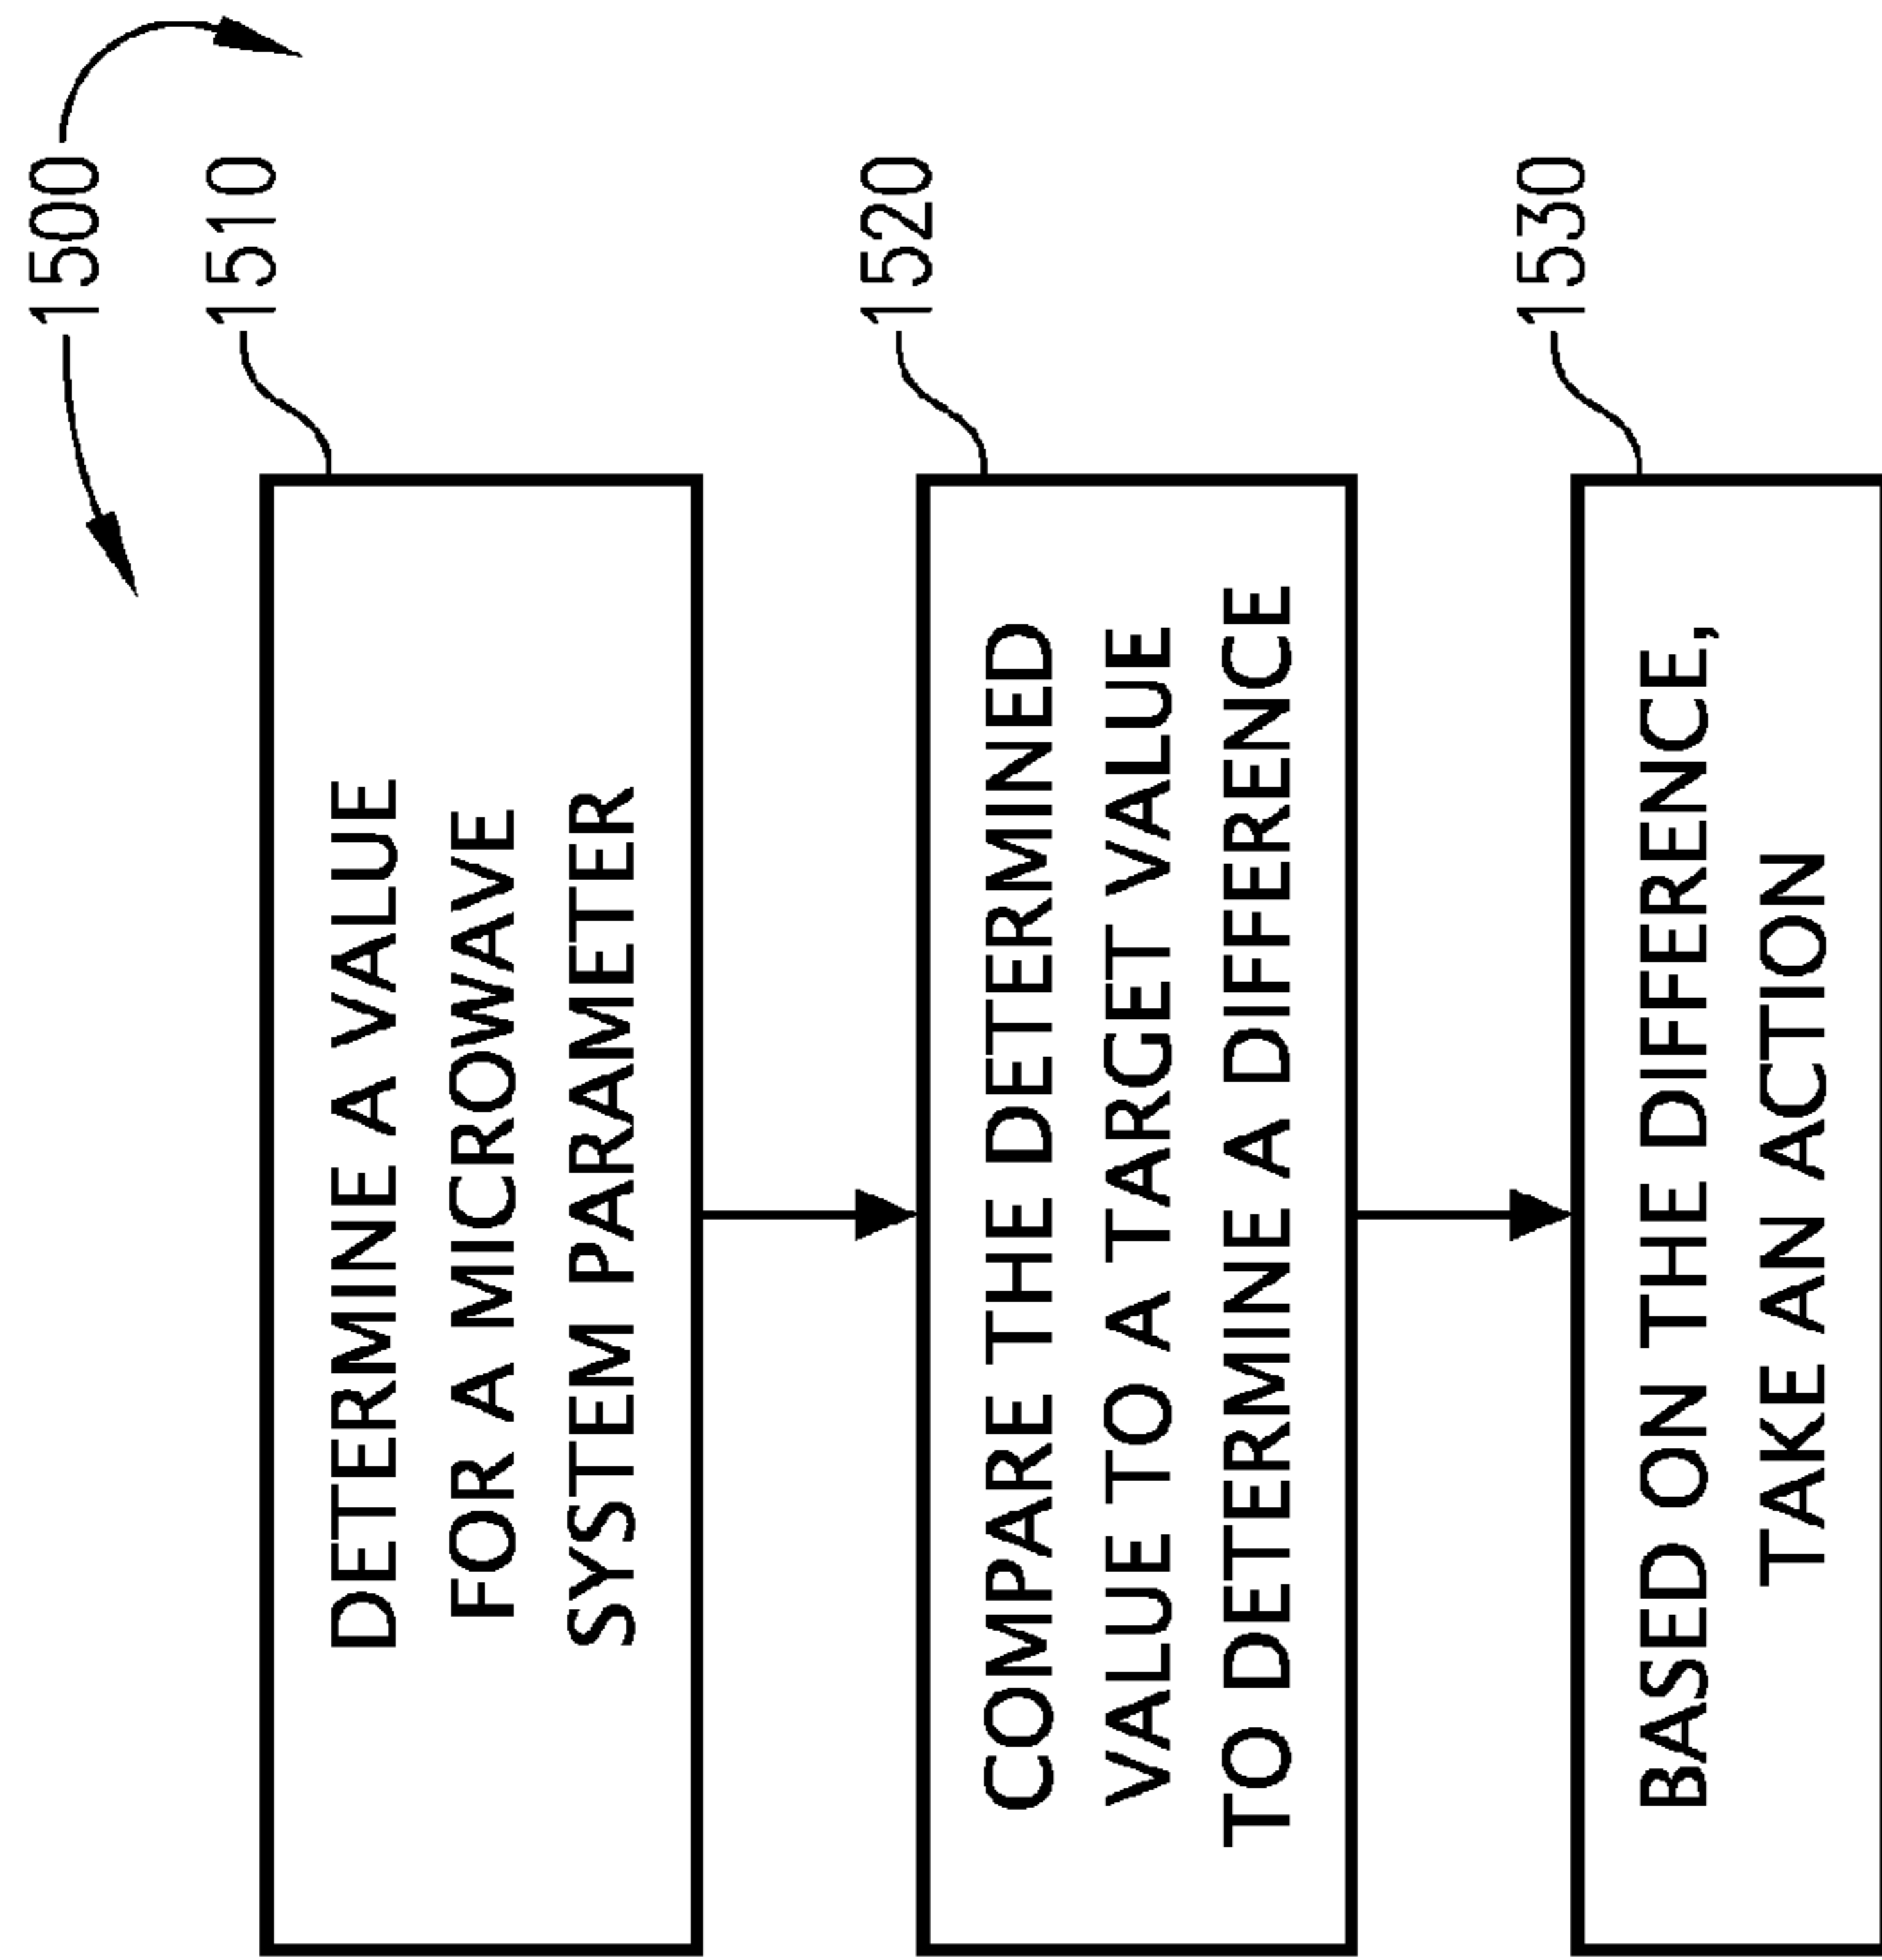 1500
1510
DETERMINE A VALUE
FOR A MICROWAVE
SYSTEM PARAMETER
1520
COMPARE THE DETERMINED
VALUE TO A TARGET VALUE
TO DETERMINE A DIFFERENCE
1530
BASED ON THE DIFFERENCE,
TAKE AN ACTION